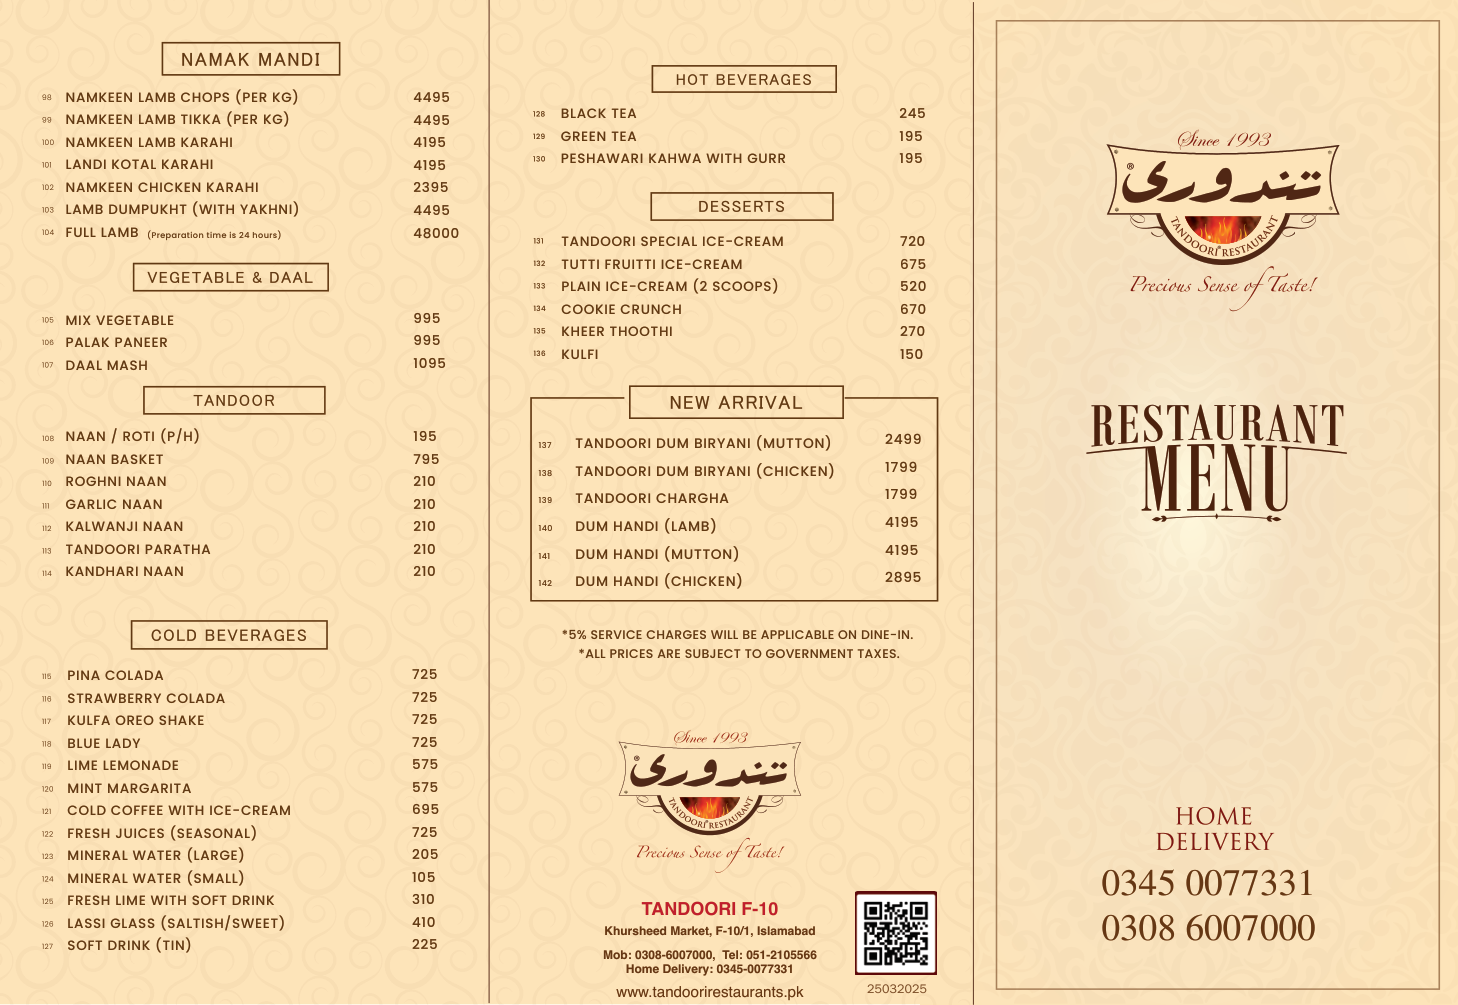 NAMAK MANDI
98 NAMKEEN LAMB CHOPS (PER KG) 4495
99 NAMKEEN LAMB TIKKA (PER KG) 4495
100 NAMKEEN LAMB KARAHI 4195
101 LANDI KOTAL KARAHI 4195
102 NAMKEEN CHICKEN KARAHI 2395
103 LAMB DUMPUKHT (WITH YAKHNI) 4495
104 FULL LAMB (Preparation time is 24 hours) 48000
VEGETABLE & DAAL
105 MIX VEGETABLE 995
106 PALAK PANEER 995
107 DAAL MASH 1095
TANDOOR
108 NAAN / ROTI (P/H) 195
109 NAAN BASKET 795
110 ROGHNI NAAN 210
111 GARLIC NAAN 210
112 KALWANJI NAAN 210
113 TANDOORI PARATHA 210
114 KANDHARI NAAN 210
COLD BEVERAGES
115 PINA COLADA 725
116 STRAWBERRY COLADA 725
117 KULFA OREO SHAKE 725
118 BLUE LADY 725
119 LIME LEMONADE 575
120 MINT MARGARITA 575
121 COLD COFFEE WITH ICE-CREAM 695
122 FRESH JUICES (SEASONAL) 725
123 MINERAL WATER (LARGE) 205
124 MINERAL WATER (SMALL) 105
125 FRESH LIME WITH SOFT DRINK 310
126 LASSI GLASS (SALTISH/SWEET) 410
127 SOFT DRINK (TIN) 225
HOT BEVERAGES
128 BLACK TEA 245
129 GREEN TEA 195
130 PESHAWARI KAHWA WITH GURR 195
DESSERTS
131 TANDOORI SPECIAL ICE-CREAM 720
132 TUTTI FRUITTI ICE-CREAM 675
133 PLAIN ICE-CREAM (2 SCOOPS) 520
134 COOKIE CRUNCH 670
135 KHEER THOOTHI 270
136 KULFI 150
NEW ARRIVAL
137 TANDOORI DUM BIRYANI (MUTTON) 2499
138 TANDOORI DUM BIRYANI (CHICKEN) 1799
139 TANDOORI CHARGHA 1799
140 DUM HANDI (LAMB) 4195
141 DUM HANDI (MUTTON) 4195
142 DUM HANDI (CHICKEN) 2895
*5% SERVICE CHARGES WILL BE APPLICABLE ON DINE-IN.
*ALL PRICES ARE SUBJECT TO GOVERNMENT TAXES.
Since 1993
تندوری ®
TANDOORI® RESTAURANT
Precious Sense of Taste!
TANDOORI F-10
Khursheed Market, F-10/1, Islamabad
Mob: 0308-6007000, Tel: 051-2105566
Home Delivery: 0345-0077331
www.tandoorirestaurants.pk
25032025
Since 1993
تندوری ®
TANDOORI® RESTAURANT
Precious Sense of Taste!
RESTAURANT
MENU
HOME
DELIVERY
0345 0077331
0308 6007000